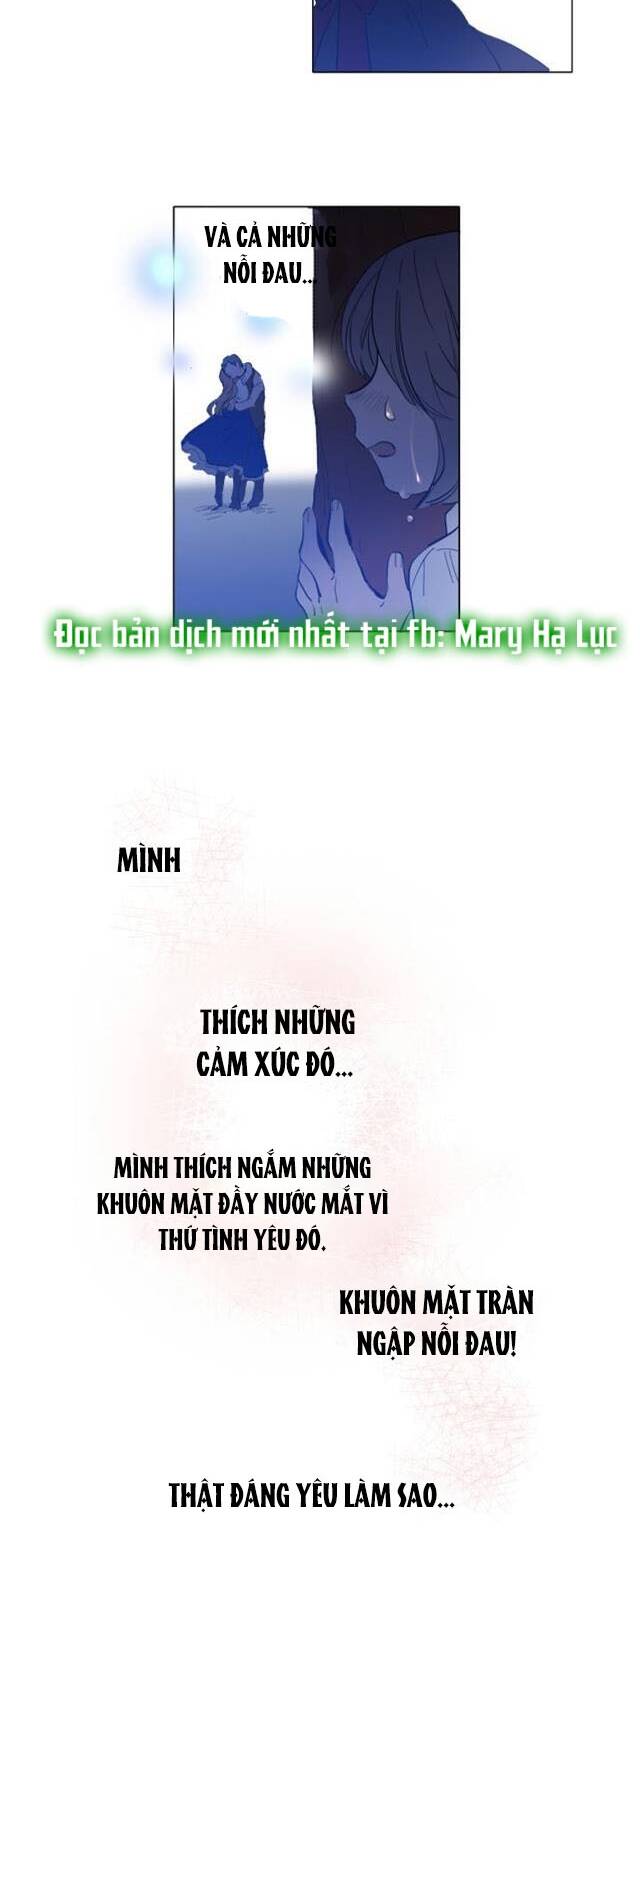 VÀ CẢ NHỮNG
NỖI ĐAU...
Đọc bản dịch mới nhất tại fb: Mary Hạ Lục
MÌNH
THÍCH NHỮNG
CẢM XÚC ĐÓ...
MÌNH THÍCH NGẮM NHỮNG
KHUÔN MẶT ĐẦY NƯỚC MẮT VÌ
THỨ TÌNH YÊU ĐÓ.
KHUÔN MẶT TRÀN
NGẬP NỖI ĐAU!
THẬT ĐÁNG YÊU LÀM SAO...